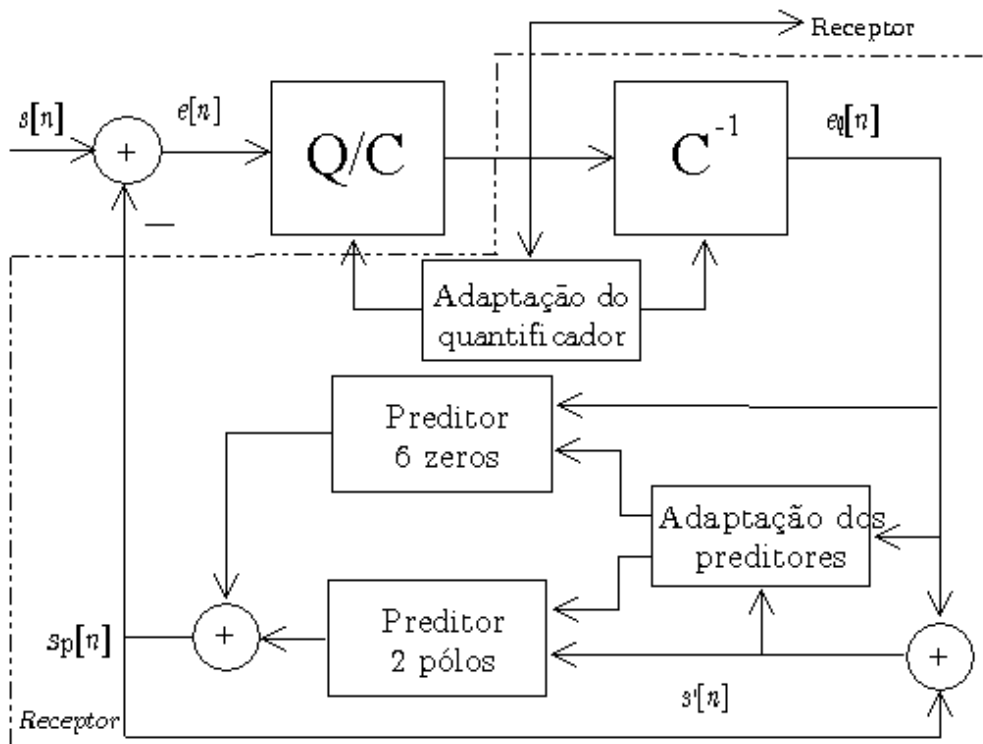 Receptor
s[n]
e[n]
Q/C
C⁻¹
eq[n]
+
—
Adaptação do
quantificador
Preditor
6 zeros
Adaptação dos
preditores
sp[n]
+
Preditor
2 pólos
+
s'[n]
Receptor